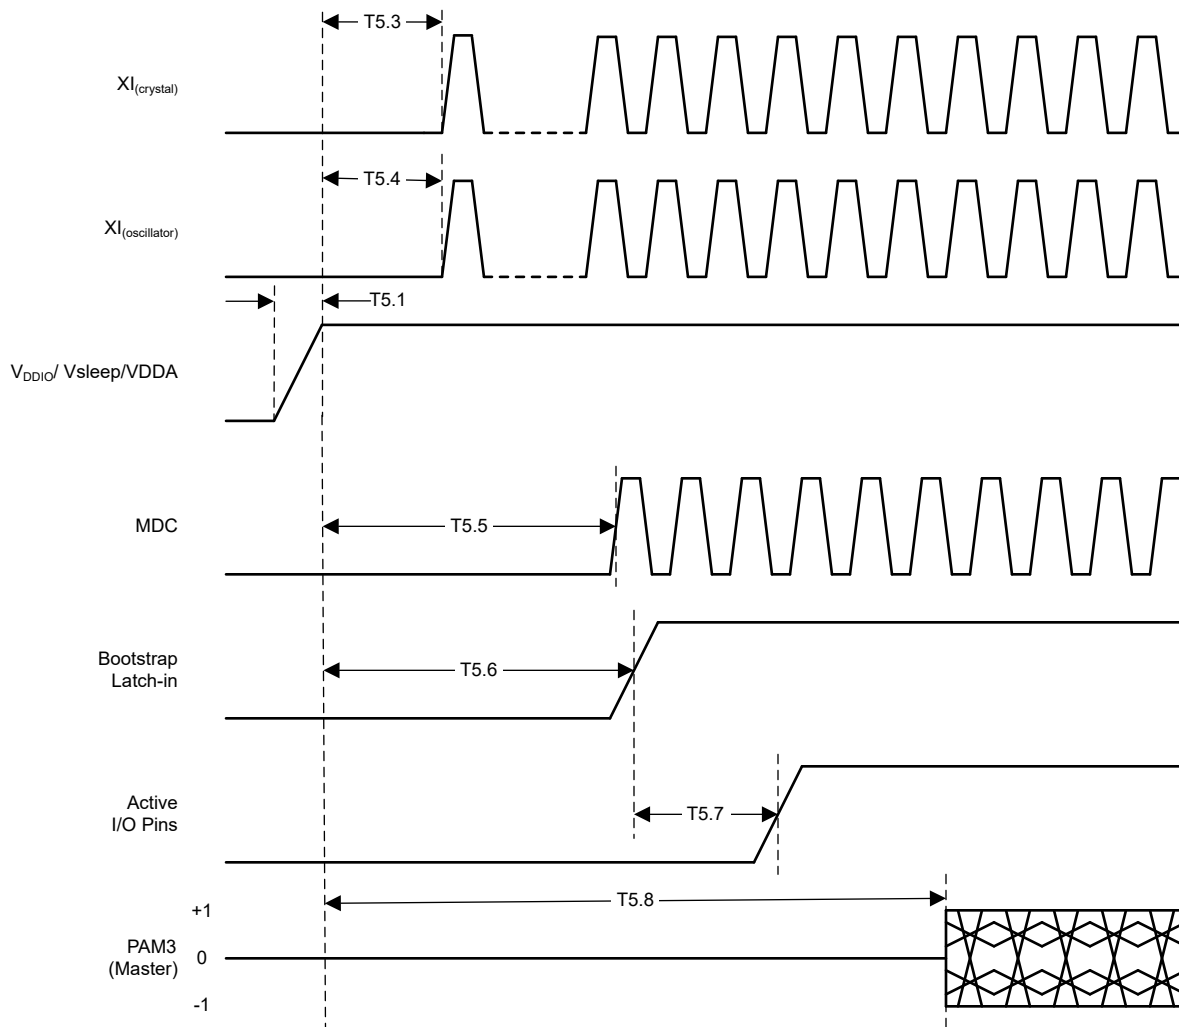 T5.3
XI(crystal)
T5.4
XI(oscillator)
T5.1
VDDIO/ Vsleep/VDDA
MDC
T5.5
Bootstrap
Latch-in
T5.6
Active
I/O Pins
T5.7
T5.8
+1
PAM3
(Master)
0
-1